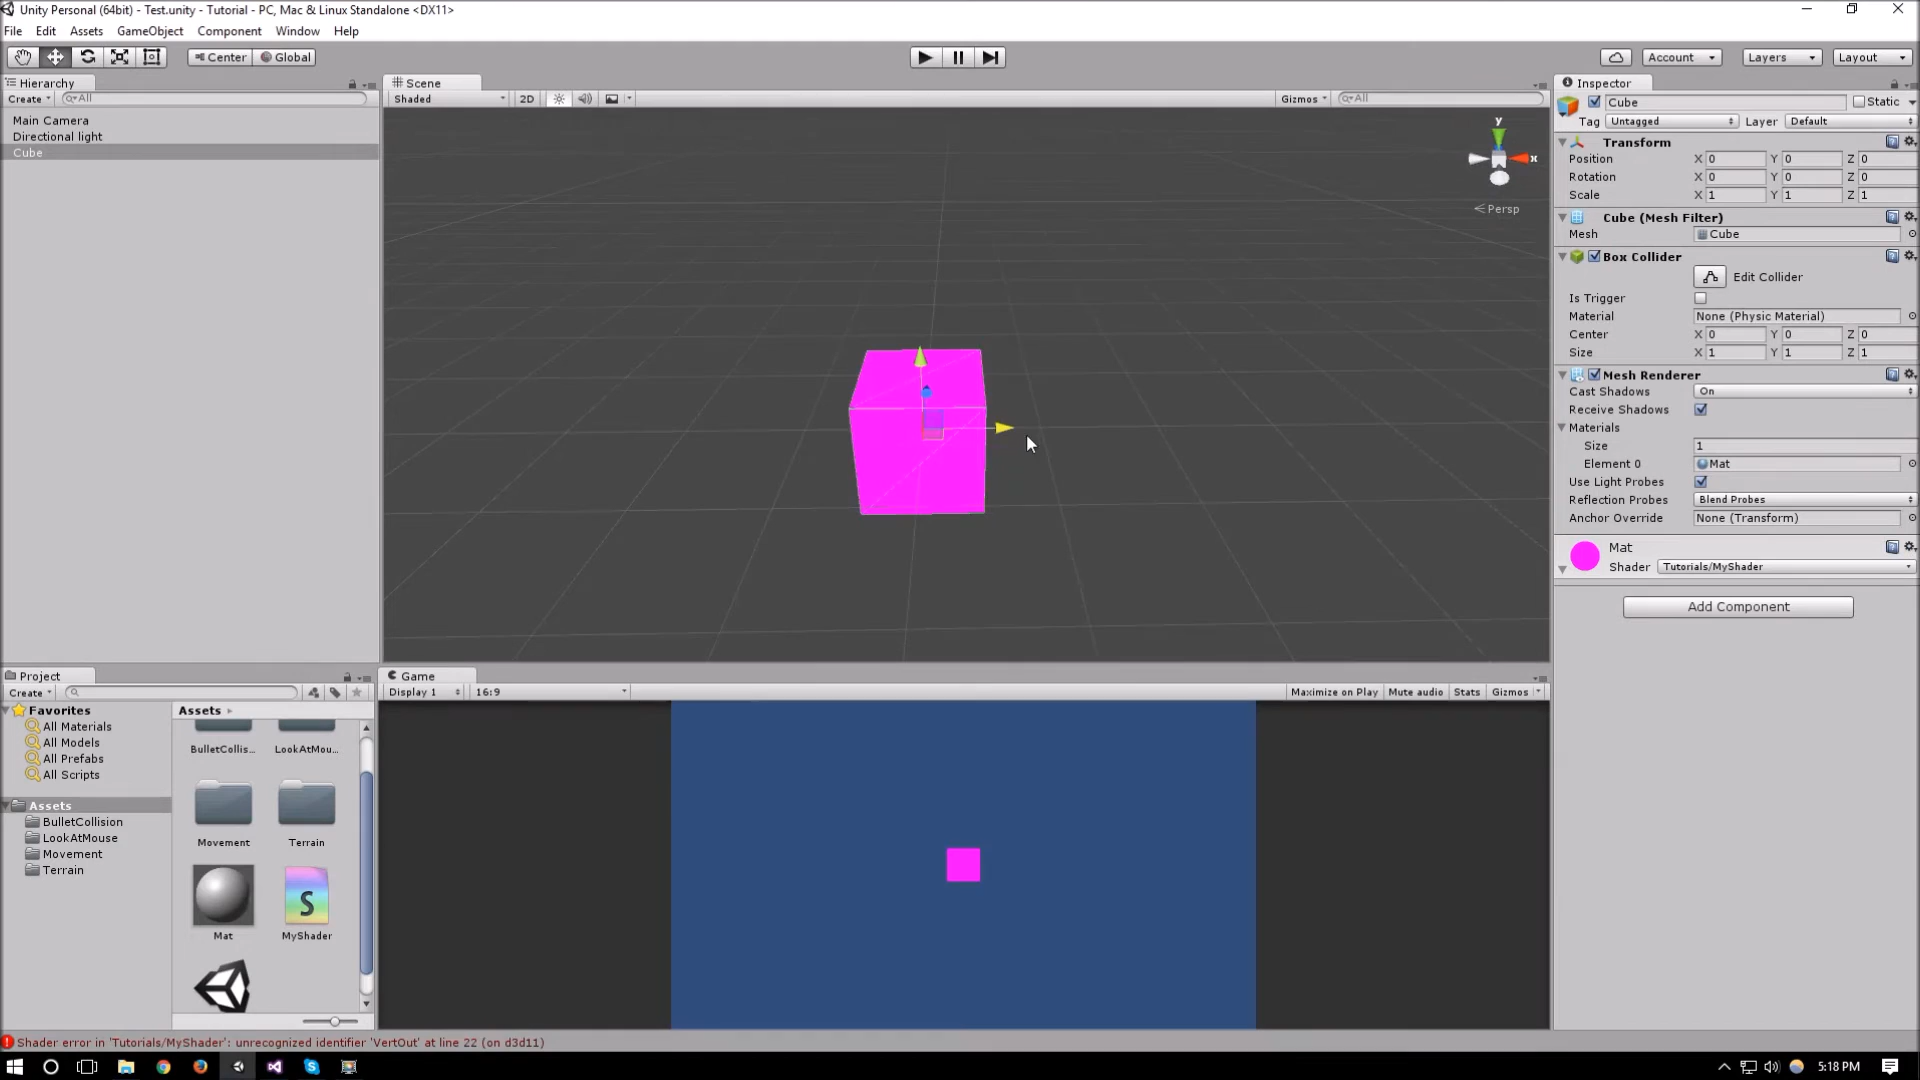 Unity Personal (64bit) - Test.unity - Tutorial - PC, Mac & Linux Standalone <DX11>
File Edit Assets GameObject Component Window Help
Center Global
Account Layers Layout
Hierarchy
Create All
Main Camera
Directional light
Cube
Scene
Shaded 2D Gizmos All
y
x
Persp
Inspector
Cube Static
Tag Untagged Layer Default
Transform
Position X 0 Y 0 Z 0
Rotation X 0 Y 0 Z 0
Scale X 1 Y 1 Z 1
Cube (Mesh Filter)
Mesh Cube
Box Collider
Edit Collider
Is Trigger
Material None (Physic Material)
Center X 0 Y 0 Z 0
Size X 1 Y 1 Z 1
Mesh Renderer
Cast Shadows On
Receive Shadows
Materials
Size 1
Element 0 Mat
Use Light Probes
Reflection Probes Blend Probes
Anchor Override None (Transform)
Mat
Shader Tutorials/MyShader
Add Component
Project
Create
Favorites
All Materials
All Models
All Prefabs
All Scripts
Assets
BulletCollision
LookAtMouse
Movement
Terrain
Assets
BulletCollis... LookAtMou...
Movement Terrain
S
Mat MyShader
Game
Display 1 16:9 Maximize on Play Mute audio Stats Gizmos
Shader error in 'Tutorials/MyShader': unrecognized identifier 'VertOut' at line 22 (on d3d11)
5:18 PM